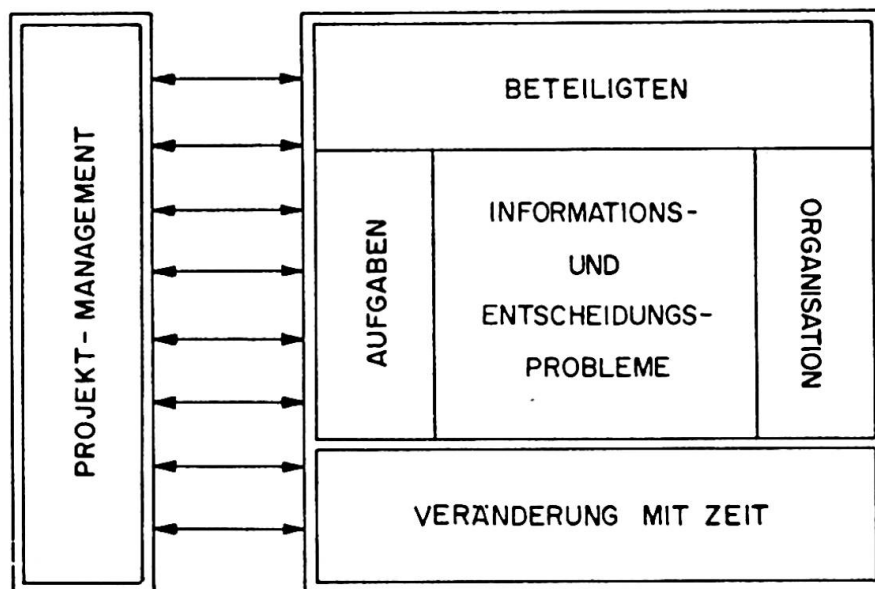 PROJEKT-MANAGEMENT
BETEILIGTEN
AUFGABEN
INFORMATIONS-
UND
ENTSCHEIDUNGS-
PROBLEME
ORGANISATION
VERÄNDERUNG MIT ZEIT